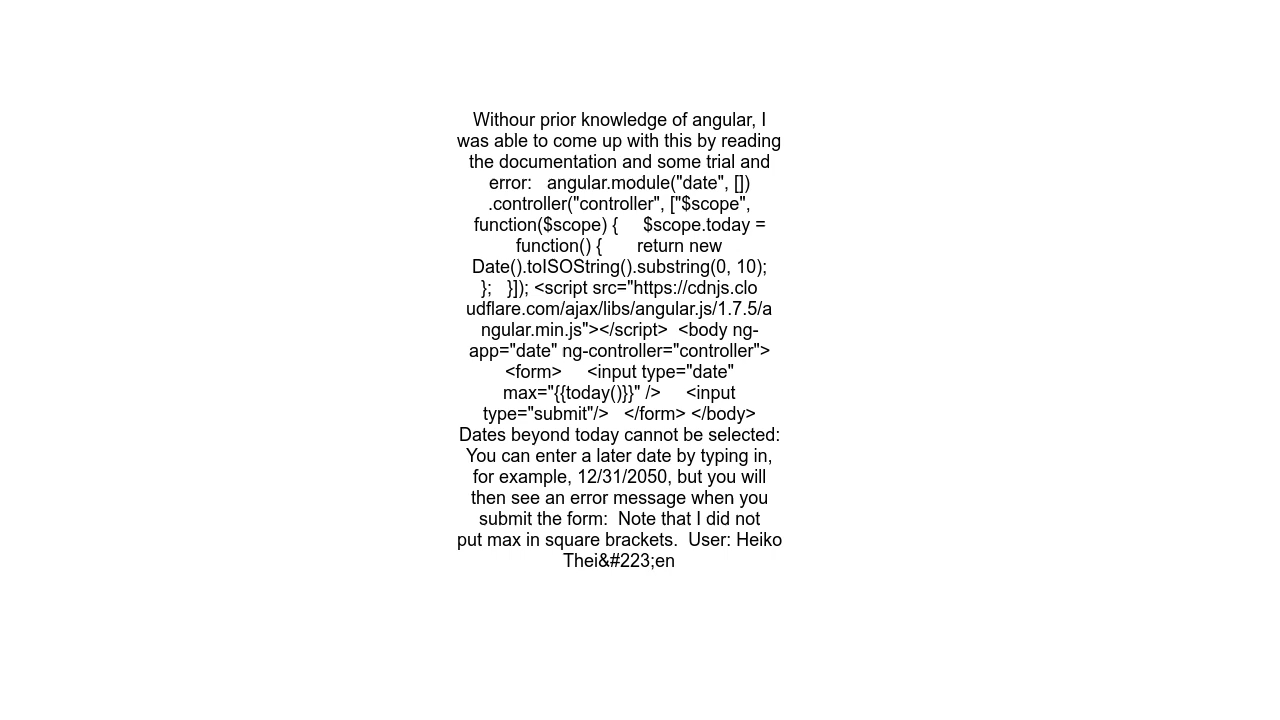 Withour prior knowledge of angular, I
was able to come up with this by reading
the documentation and some trial and
error:   angular.module("date", [])
.controller("controller", ["$scope",
function($scope) {     $scope.today =
function() {       return new
Date().toISOString().substring(0, 10);
};   }]); <script src="https://cdnjs.clo
udflare.com/ajax/libs/angular.js/1.7.5/a
ngular.min.js"></script>  <body ng-
app="date" ng-controller="controller">
<form>     <input type="date"
max="{{today()}}" />     <input
type="submit"/>   </form> </body>
Dates beyond today cannot be selected:
You can enter a later date by typing in,
for example, 12/31/2050, but you will
then see an error message when you
submit the form:  Note that I did not
put max in square brackets.  User: Heiko
Thei&#223;en